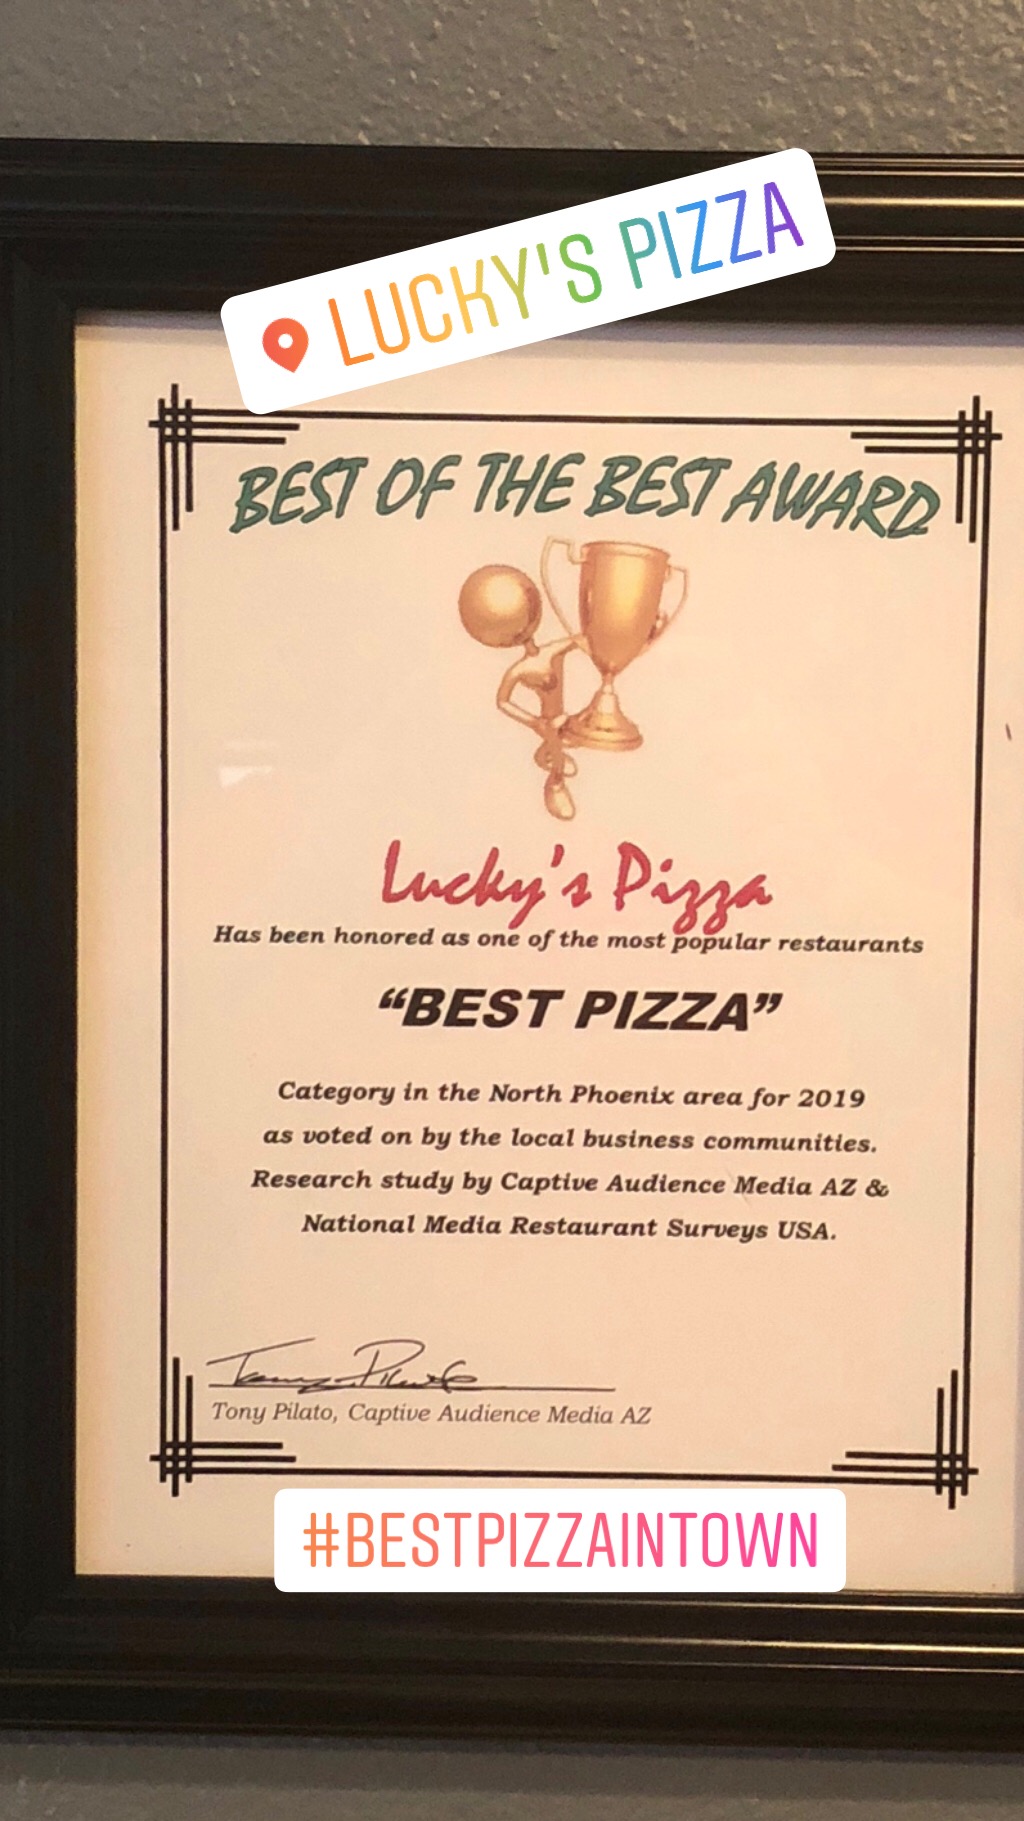 LUCKY'S PIZZA
BEST OF THE BEST AWARD
Lucky's Pizza
Has been honored as one of the most popular restaurants
“BEST PIZZA”
Category in the North Phoenix area for 2019
as voted on by the local business communities.
Research study by Captive Audience Media AZ &
National Media Restaurant Surveys USA.
Tony Pilato
Tony Pilato, Captive Audience Media AZ
#BESTPIZZAINTOWN